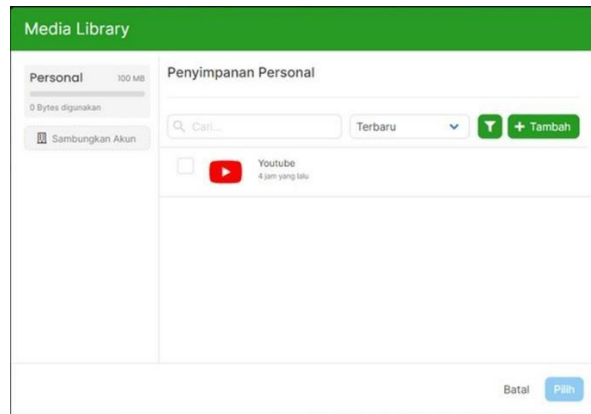 Media Library
Personal 100 MB
0 Bytes digunakan
Sambungkan Akun
Penyimpanan Personal
Cari...
Terbaru
+ Tambah
Youtube
4 jam yang lalu
Batal
Pilih